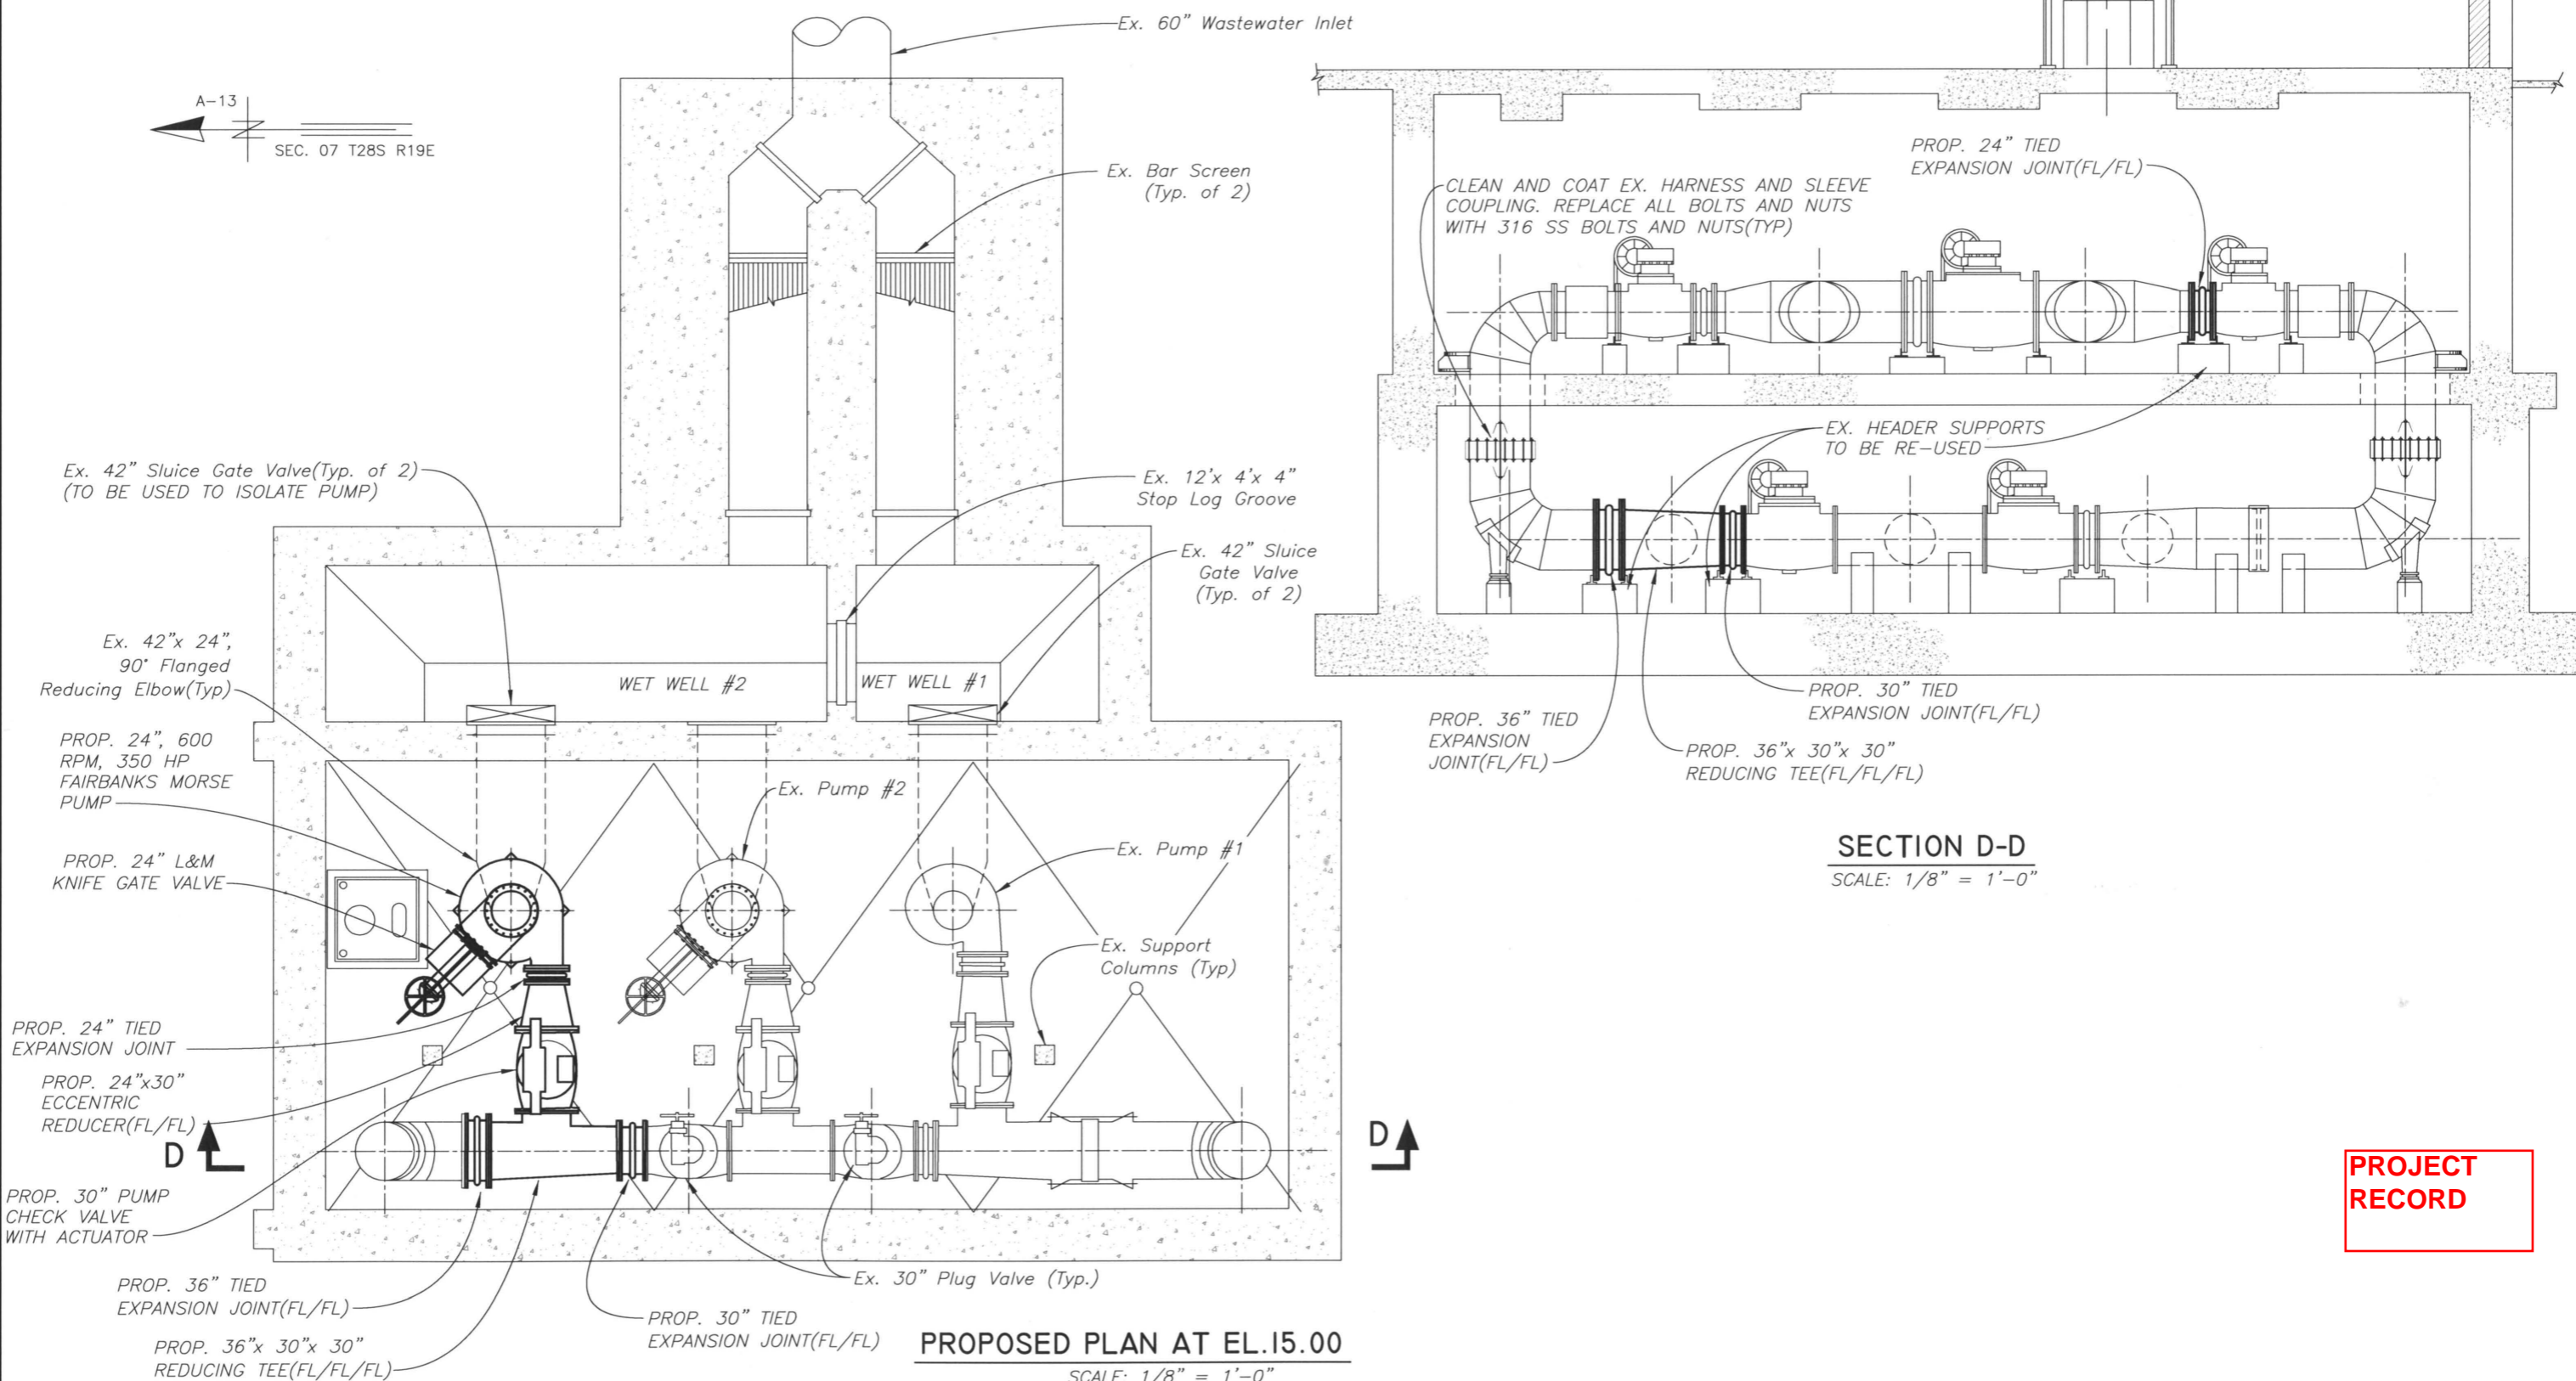 Ex. 60" Wastewater Inlet
A-13
SEC. 07 T28S R19E
Ex. Bar Screen
(Typ. of 2)
Ex. 42" Sluice Gate Valve(Typ. of 2)
(TO BE USED TO ISOLATE PUMP)
Ex. 12'x 4'x 4"
Stop Log Groove
Ex. 42" Sluice
Gate Valve
(Typ. of 2)
Ex. 42"x 24",
90° Flanged
Reducing Elbow(Typ)
WET WELL #2
WET WELL #1
PROP. 24", 600
RPM, 350 HP
FAIRBANKS MORSE
PUMP
Ex. Pump #2
PROP. 24" L&M
KNIFE GATE VALVE
Ex. Pump #1
Ex. Support
Columns (Typ)
PROP. 24" TIED
EXPANSION JOINT
PROP. 24"x30"
ECCENTRIC
REDUCER(FL/FL)
D
D
PROP. 30" PUMP
CHECK VALVE
WITH ACTUATOR
PROP. 36" TIED
EXPANSION JOINT(FL/FL)
Ex. 30" Plug Valve (Typ.)
PROP. 30" TIED
EXPANSION JOINT(FL/FL)
PROP. 36"x 30"x 30"
REDUCING TEE(FL/FL/FL)
PROPOSED PLAN AT EL.15.00
SCALE: 1/8" = 1'-0"
PROP. 24" TIED
EXPANSION JOINT(FL/FL)
CLEAN AND COAT EX. HARNESS AND SLEEVE
COUPLING. REPLACE ALL BOLTS AND NUTS
WITH 316 SS BOLTS AND NUTS(TYP)
EX. HEADER SUPPORTS
TO BE RE-USED
PROP. 36" TIED
EXPANSION
JOINT(FL/FL)
PROP. 30" TIED
EXPANSION JOINT(FL/FL)
PROP. 36"x 30"x 30"
REDUCING TEE(FL/FL/FL)
SECTION D-D
SCALE: 1/8" = 1'-0"
PROJECT
RECORD